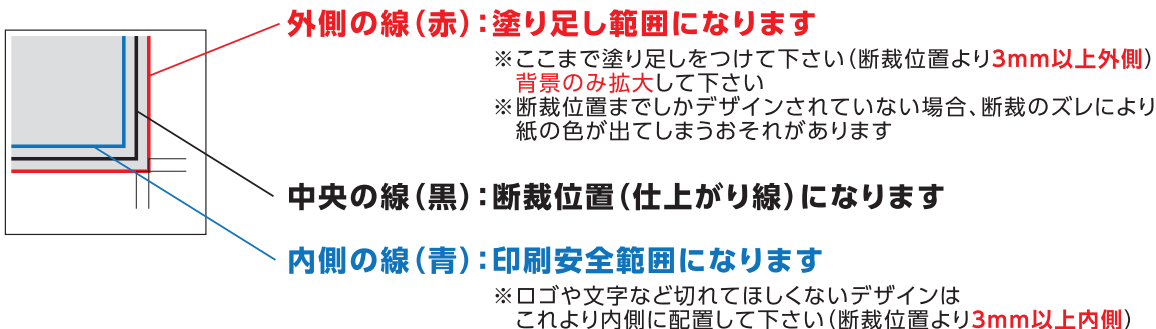 外側の線（赤）：塗り足し範囲になります
※ここまで塗り足しをつけて下さい（断裁位置より3mm以上外側）
背景のみ拡大して下さい
※断裁位置までしかデザインされていない場合、断裁のズレにより
紙の色が出てしまうおそれがあります
中央の線（黒）：断裁位置（仕上がり線）になります
内側の線（青）：印刷安全範囲になります
※ロゴや文字など切れてほしくないデザインは
これより内側に配置して下さい（断裁位置より3mm以上内側）